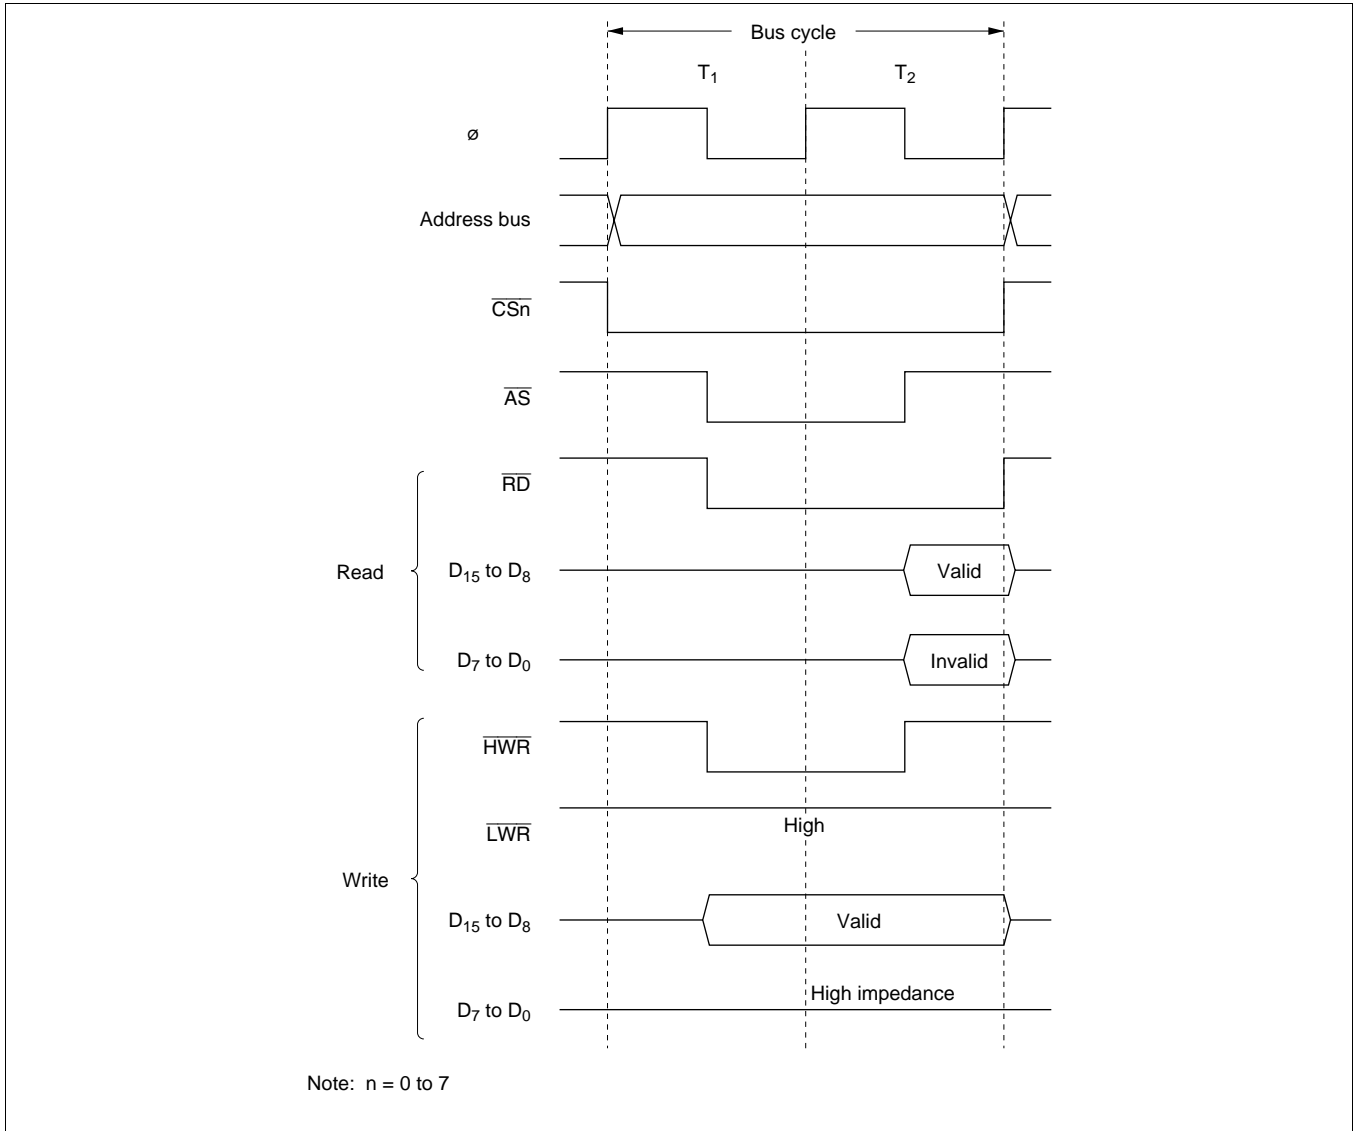 Bus cycle
T1 T2
ø
Address bus
CSn
AS
RD
Read
D15 to D8 Valid
D7 to D0 Invalid
HWR
LWR High
Write
D15 to D8 Valid
D7 to D0 High impedance
Note: n = 0 to 7